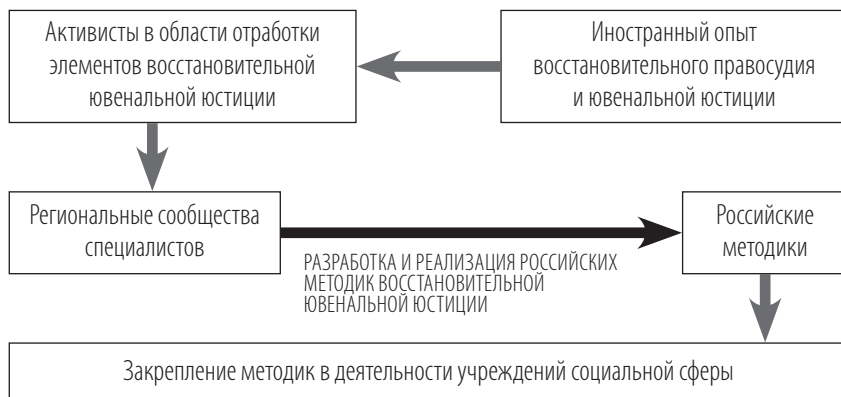 Активисты в области отработки
элементов восстановительной
ювенальной юстиции
Иностранный опыт
восстановительного правосудия
и ювенальной юстиции
Региональные сообщества
специалистов
РАЗРАБОТКА И РЕАЛИЗАЦИЯ РОССИЙСКИХ
МЕТОДИК ВОССТАНОВИТЕЛЬНОЙ
ЮВЕНАЛЬНОЙ ЮСТИЦИИ
Российские
методики
Закрепление методик в деятельности учреждений социальной сферы